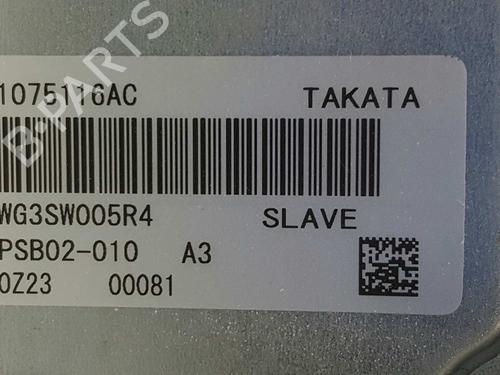 B-PARTS
1075116AC TAKATA
WG3SW005R4 SLAVE
PSB02-010 A3
0Z23 00081